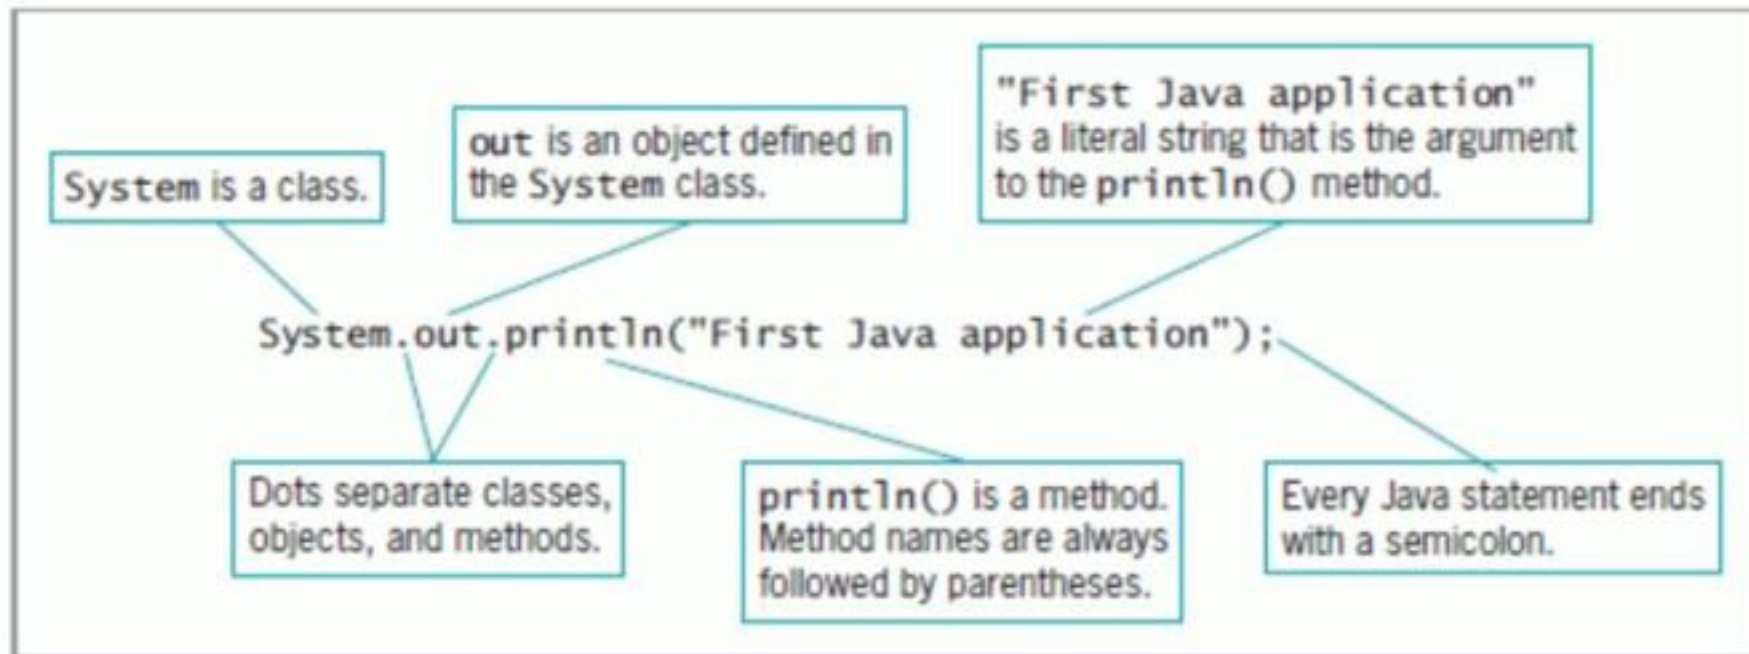 System is a class.
out is an object defined in
the System class.
"First Java application"
is a literal string that is the argument
to the println() method.
System.out.println("First Java application");
Dots separate classes,
objects, and methods.
println() is a method.
Method names are always
followed by parentheses.
Every Java statement ends
with a semicolon.